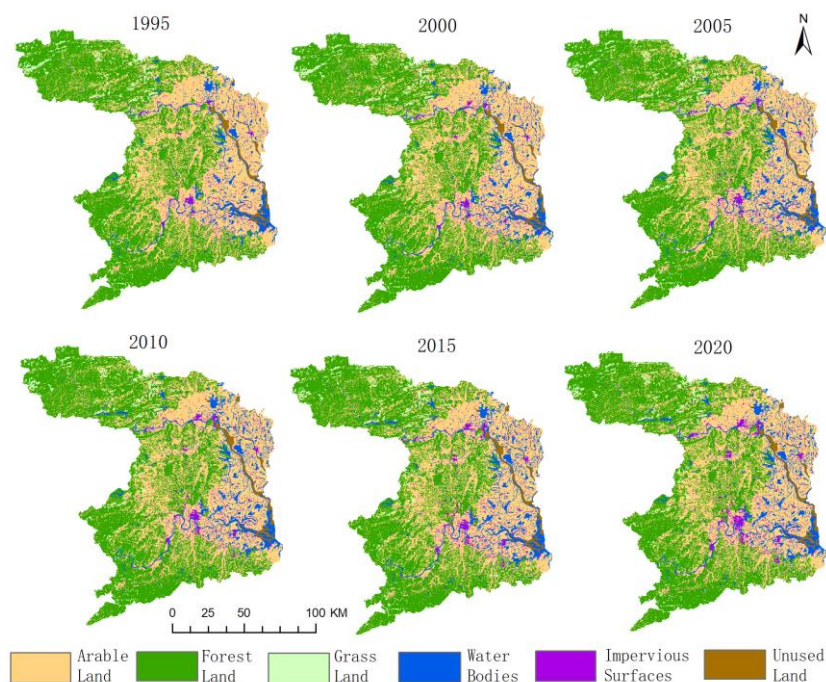 1995
2000
2005
N
2010
2015
2020
0 25 50 100 KM
Arable Land
Forest Land
Grass Land
Water Bodies
Impervious Surfaces
Unused Land